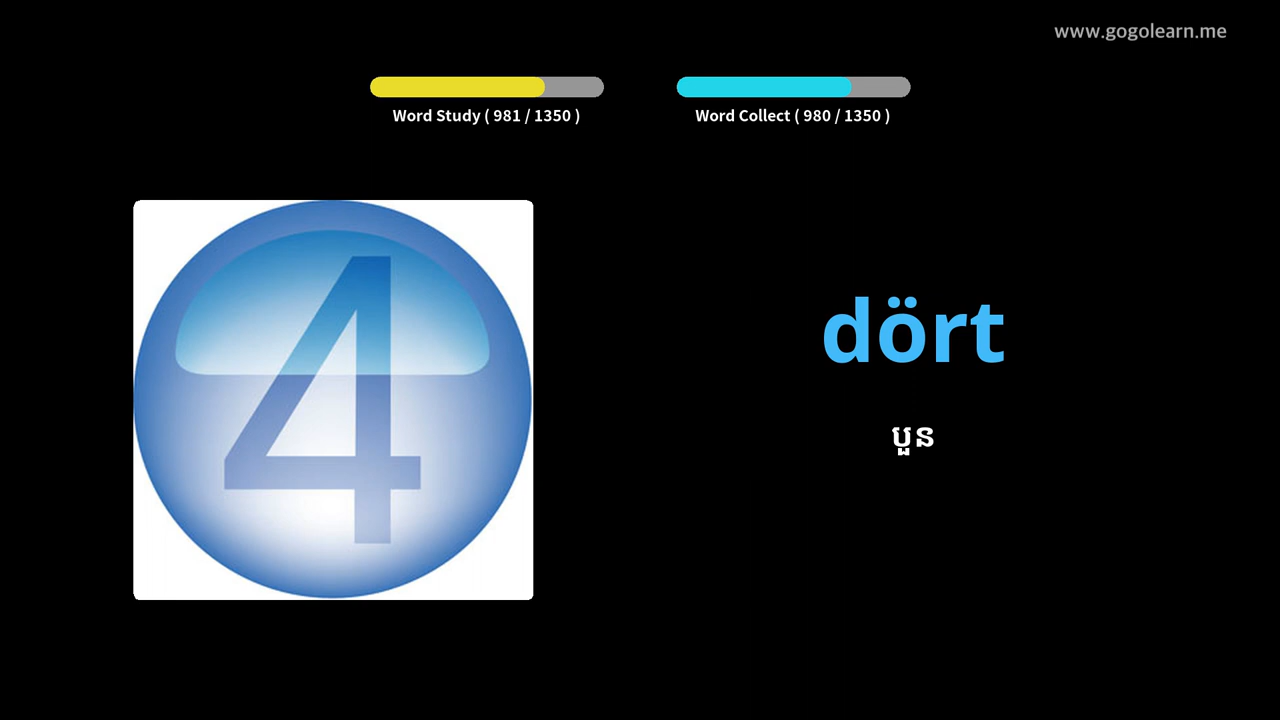 www.gogolearn.me
Word Study ( 981 / 1350 )
Word Collect ( 980 / 1350 )
4
dört
បួន